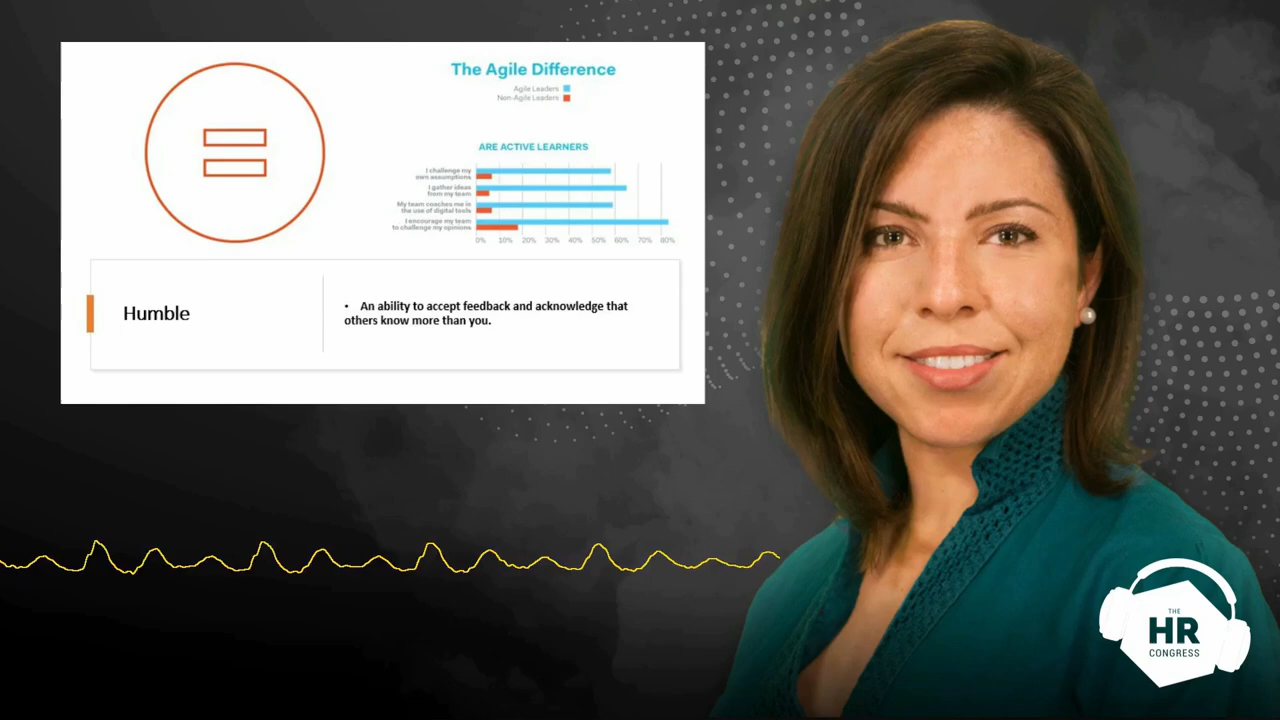 The Agile Difference
Agile Leaders
Non-Agile Leaders
ARE ACTIVE LEARNERS
I challenge my
own assumptions
I gather ideas
from my team
My team coaches me in
the use of digital tools
I encourage my team
to challenge my opinions
0% 10% 20% 30% 40% 50% 60% 70% 80%
Humble
• An ability to accept feedback and acknowledge that
others know more than you.
THE
HR
CONGRESS